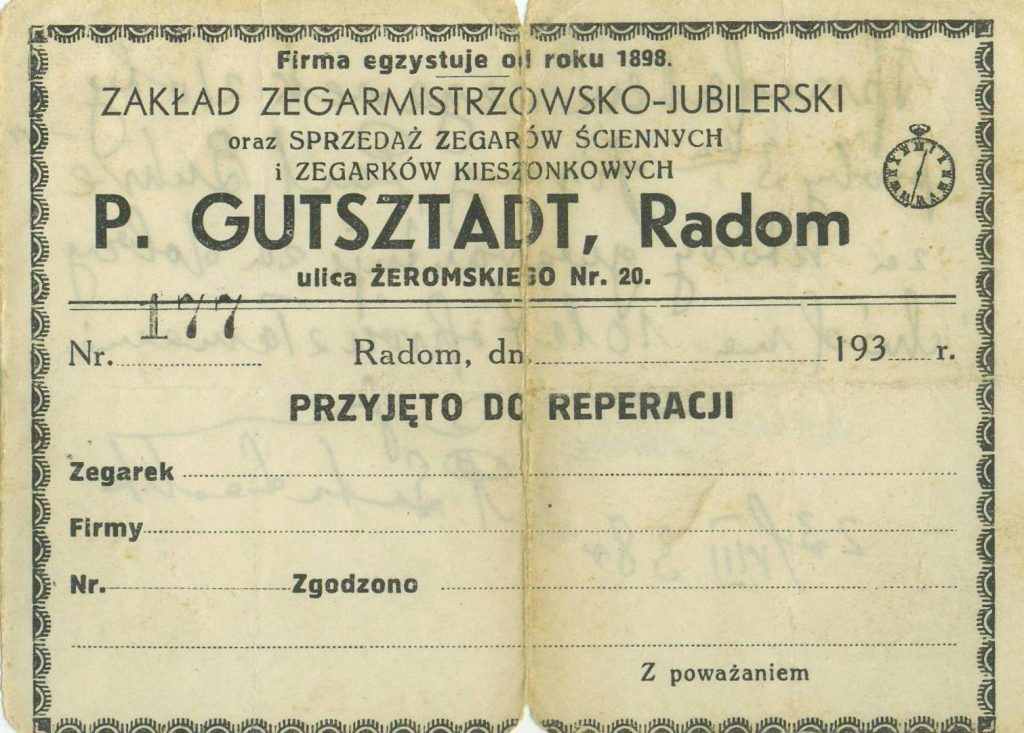 Firma egzystuje od roku 1898.
ZAKŁAD ZEGARMISTRZOWSKO-JUBILERSKI
oraz SPRZEDAŻ ZEGARÓW ŚCIENNYCH
i ZEGARKÓW KIESZONKOWYCH
P. GUTSZTADT, Radom
ulica ŻEROMSKIEGO Nr. 20.
Nr. 177 Radom, dn. 193 r.
PRZYJĘTO DO REPERACJI
Zegarek
Firmy
Nr. Zgodzono
Z poważaniem